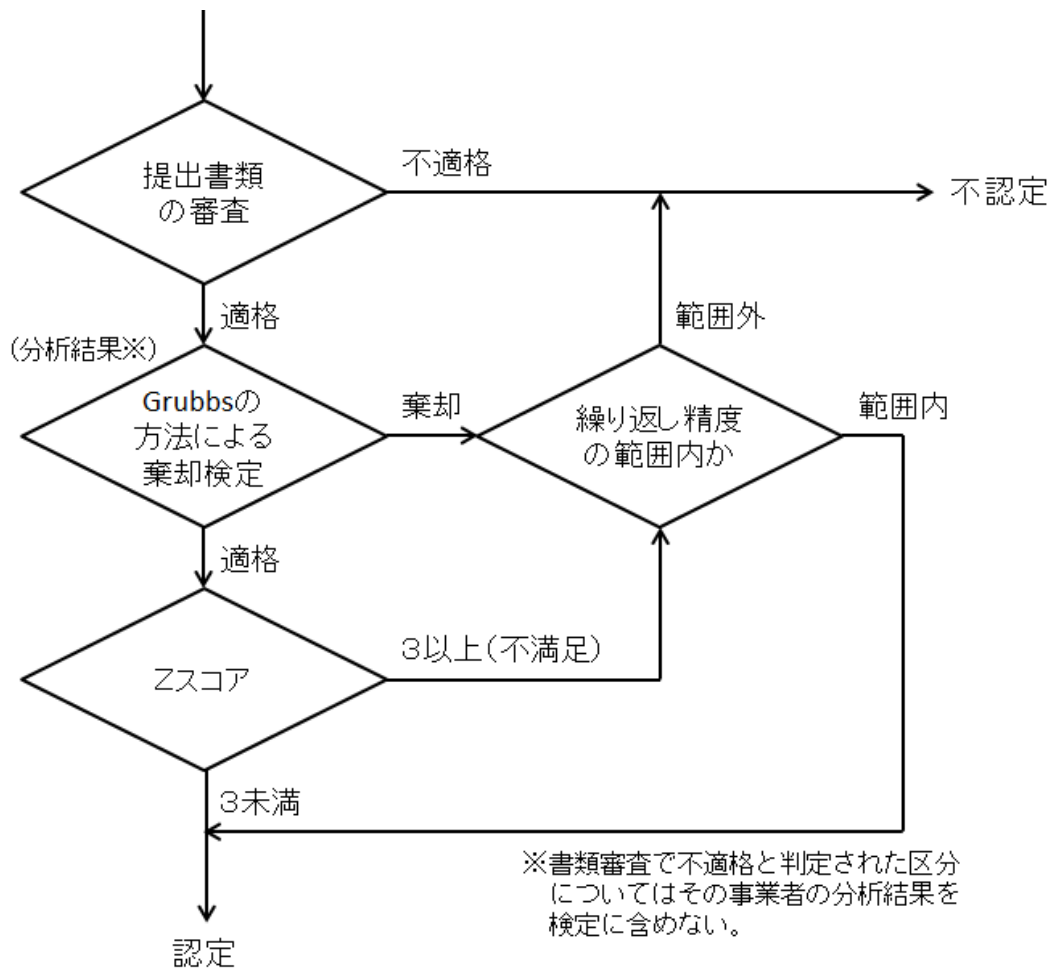 提出書類
の審査
不適格
不認定
適格
(分析結果※)
Grubbsの
方法による
棄却検定
棄却
繰り返し精度
の範囲内か
範囲外
範囲内
適格
Zスコア
3以上(不満足)
3未満
※書類審査で不適格と判定された区分
についてはその事業者の分析結果を
検定に含めない。
認定